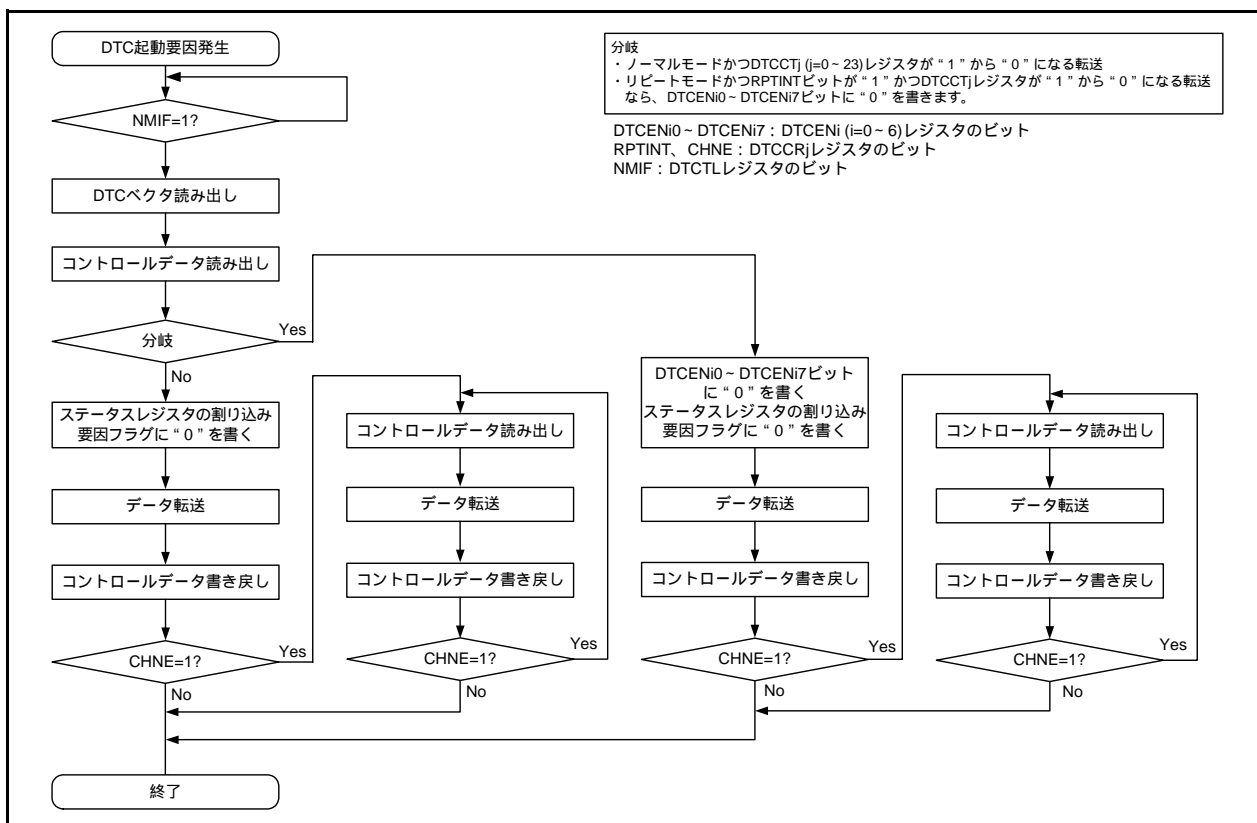 DTC起動要因発生
分岐
・ノーマルモードかつDTCCTj (j=0~23)レジスタが“1”から“0”になる転送
・リピートモードかつRPTINTビットが“1”かつDTCCTjレジスタが“1”から“0”になる転送
なら、DTCENi0~DTCENi7ビットに“0”を書きます。
DTCENi0~DTCENi7:DTCENi (i=0~6)レジスタのビット
RPTINT、CHNE:DTCCRjレジスタのビット
NMIF:DTCTLレジスタのビット
NMIF=1?
DTCベクタ読み出し
コントロールデータ読み出し
分岐
Yes
No
ステータスレジスタの割り込み
要因フラグに“0”を書く
データ転送
コントロールデータ書き戻し
CHNE=1?
Yes
No
コントロールデータ読み出し
データ転送
コントロールデータ書き戻し
CHNE=1?
Yes
No
DTCENi0~DTCENi7ビット
に“0”を書く
ステータスレジスタの割り込み
要因フラグに“0”を書く
データ転送
コントロールデータ書き戻し
CHNE=1?
Yes
No
コントロールデータ読み出し
データ転送
コントロールデータ書き戻し
CHNE=1?
Yes
No
終了